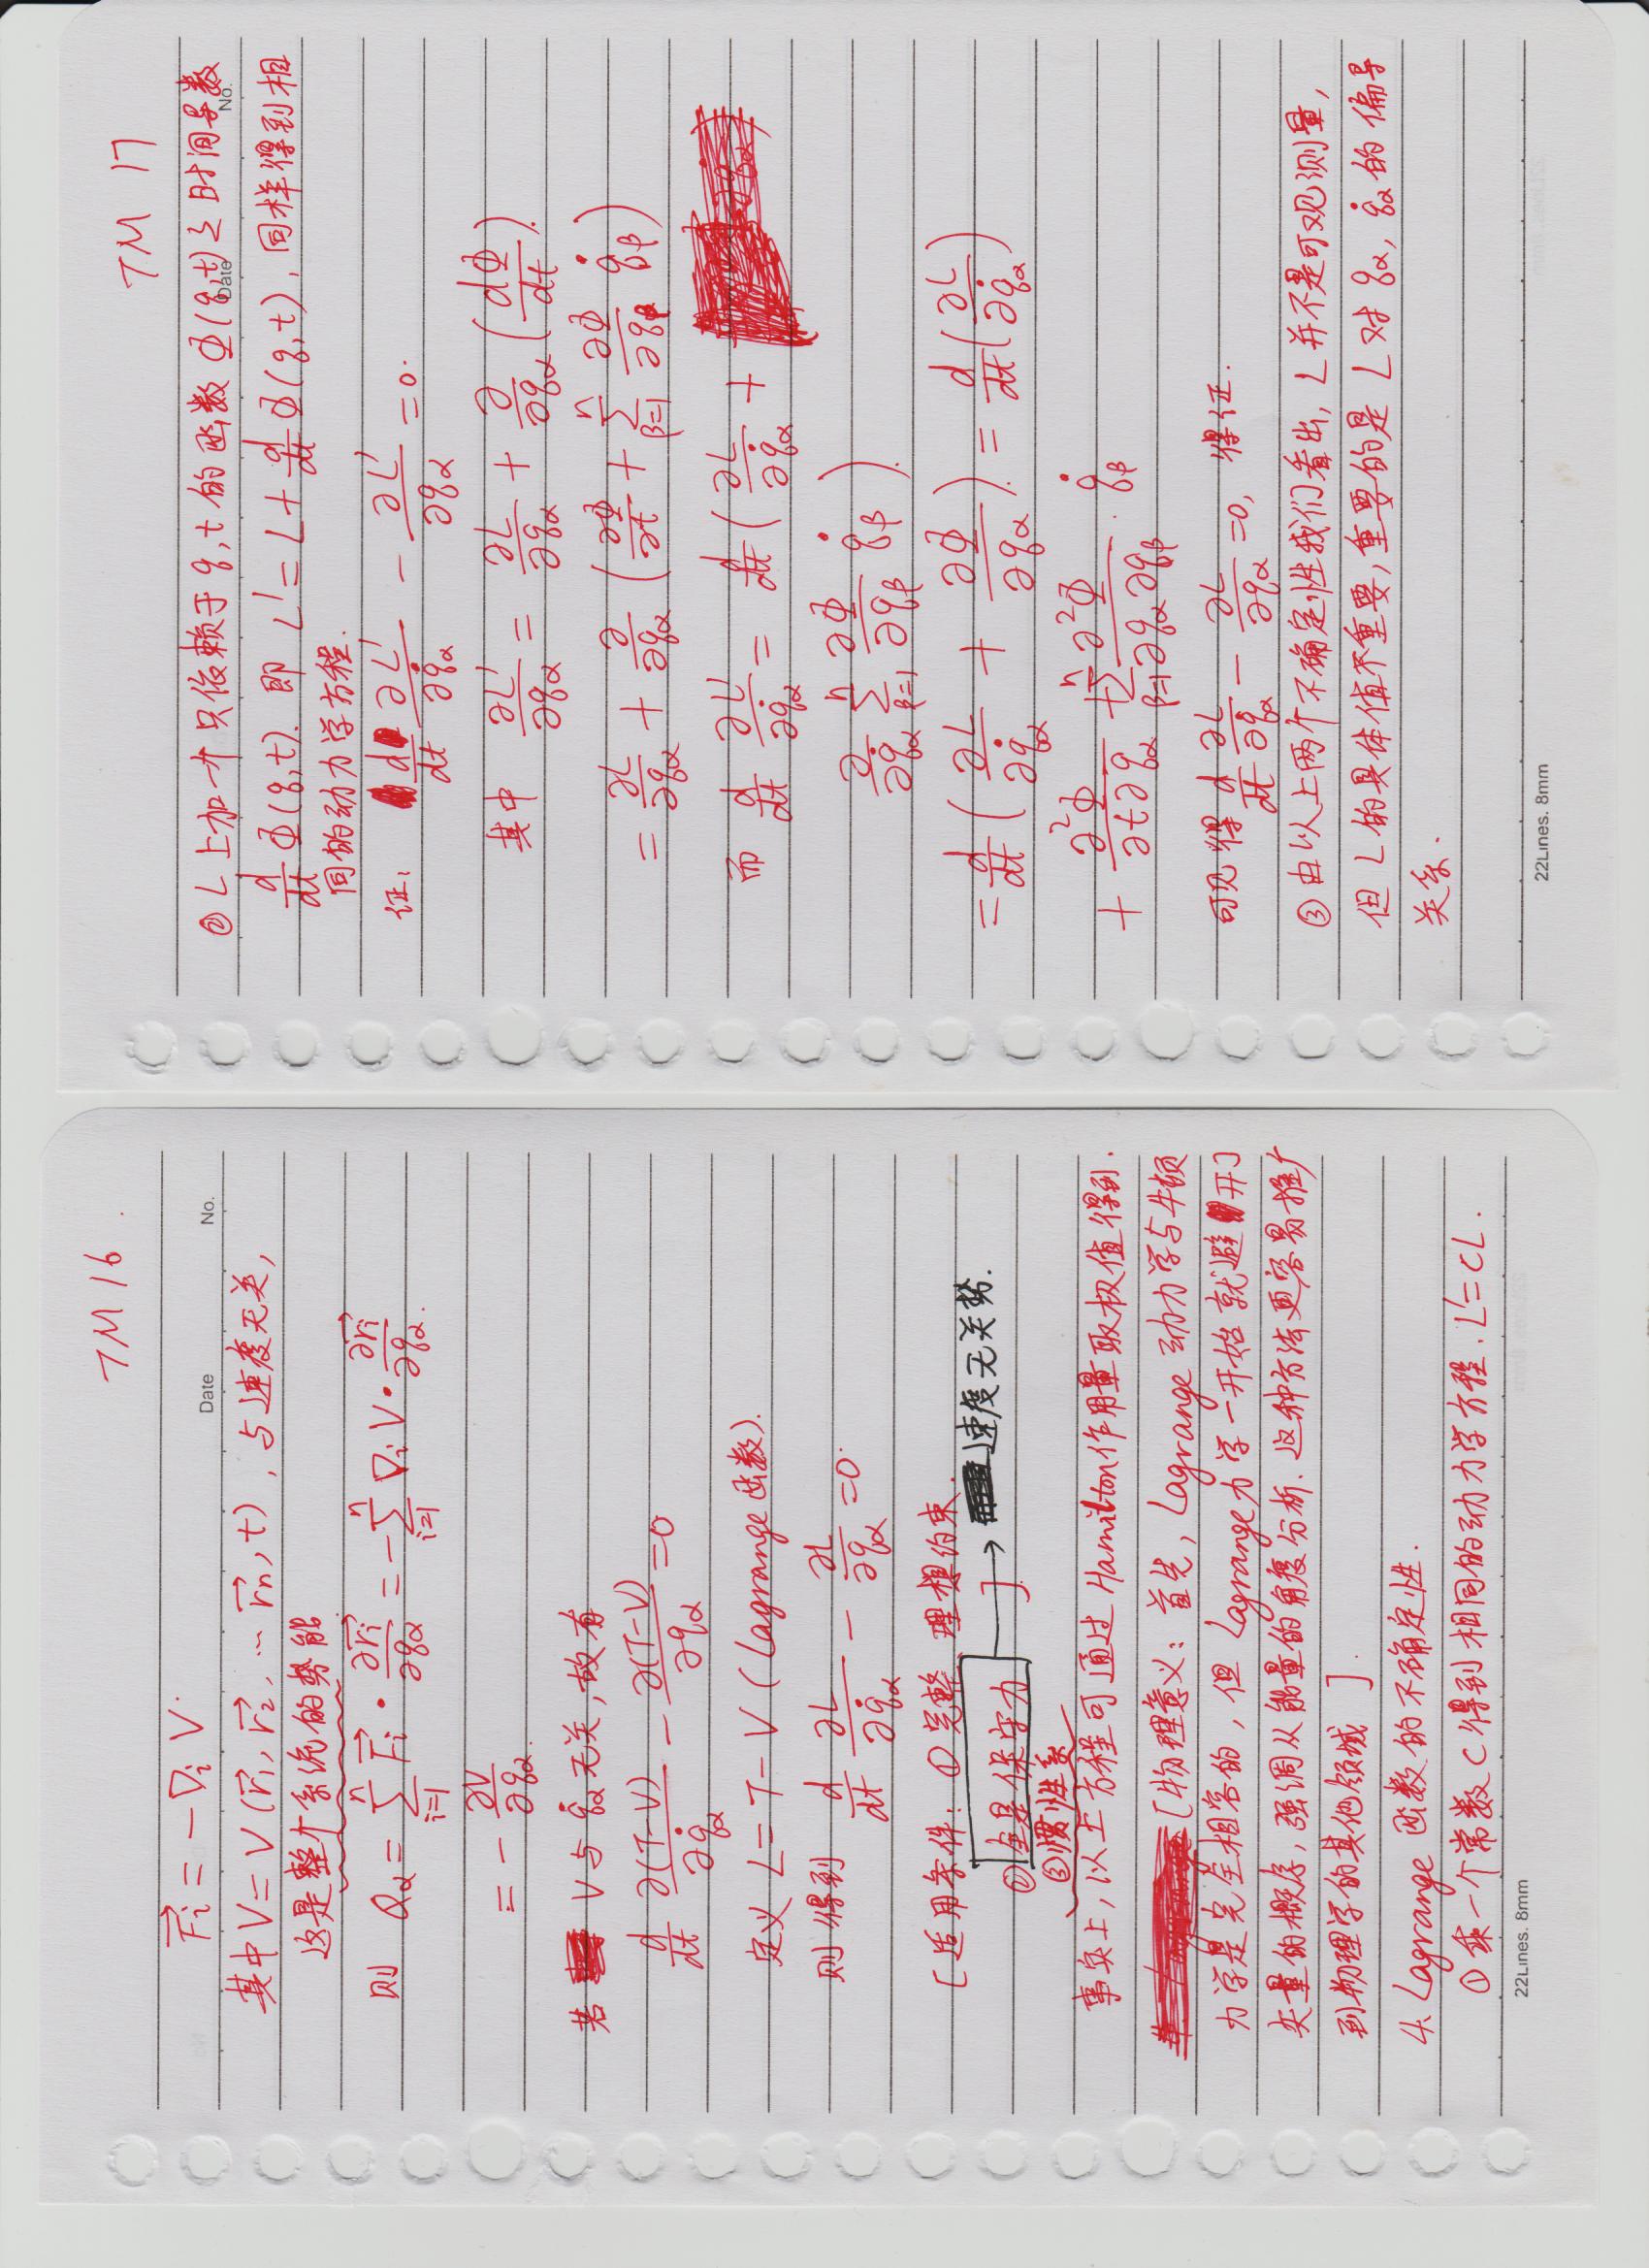 TM 16.
Date No.
$\vec{F_i} = -\nabla_i V.$
其中 $V = V(\vec{r_1}, \vec{r_2}, \cdots \vec{r_n}, t)$, 与速度无关,
这是整个系统的势能
则 $Q_\alpha = \sum_{i=1}^{n} \vec{F_i} \cdot \frac{\partial \vec{r_i}}{\partial q_\alpha} = -\sum_{i=1}^{n} \nabla_i V \cdot \frac{\partial \vec{r_i}}{\partial q_\alpha}.$
$= -\frac{\partial V}{\partial q_\alpha}.$
若 V 与 $\dot{q}_\alpha$ 无关, 故有
$\frac{d}{dt} \frac{\partial (T-V)}{\partial \dot{q}_\alpha} - \frac{\partial (T-V)}{\partial q_\alpha} = 0$
定义 L = T - V (Lagrange 函数).
则得到 $\frac{d}{dt} \frac{\partial L}{\partial \dot{q}_\alpha} - \frac{\partial L}{\partial q_\alpha} = 0.$
[适用条件: ① 完整、理想约束.
② 全是保守力 ] → 速度无关势.
③ 惯性系
事实上, 以上方程可通过 Hamilton 作用量取极值得到.
[物理意义: 首先, Lagrange 动力学与牛顿
力学是完全相容的, 但 Lagrange 力学一开始就避开
矢量的概序, 强调从能量的角度分析. 这种方法更容易推广
到物理学的其他领域 ].
4. Lagrange 函数的不确定性.
① 乘一个常数 C 得到相同的动力学方程. L' = CL.
22Lines. 8mm
TM 17
Date No.
② L 上加一个只依赖于 q, t 的函数 Φ(q,t) 之时间导数
$\frac{d}{dt} Φ(q,t)$. 即 $L' = L + \frac{d}{dt} Φ(q,t)$, 同样得到相
同的动力学方程.
证: $\frac{d}{dt} \frac{\partial L'}{\partial \dot{q}_\alpha} - \frac{\partial L'}{\partial q_\alpha} = 0.$
其中 $\frac{\partial L'}{\partial q_\alpha} = \frac{\partial L}{\partial q_\alpha} + \frac{\partial}{\partial q_\alpha} \left( \frac{dΦ}{dt} \right).$
$= \frac{\partial L}{\partial q_\alpha} + \frac{\partial}{\partial q_\alpha} \left( \frac{\partial Φ}{\partial t} + \sum_{\beta=1}^{n} \frac{\partial Φ}{\partial q_\beta} \dot{q}_\beta \right)$
而 $\frac{d}{dt} \frac{\partial L'}{\partial \dot{q}_\alpha} = \frac{d}{dt} ( \frac{\partial L}{\partial \dot{q}_\alpha} +$
$\frac{\partial}{\partial \dot{q}_\alpha} \sum_{\beta=1}^{n} \frac{\partial Φ}{\partial q_\beta} \dot{q}_\beta ).$
$= \frac{d}{dt} \left( \frac{\partial L}{\partial \dot{q}_\alpha} + \frac{\partial Φ}{\partial q_\alpha} \right). = \frac{d}{dt} \left( \frac{\partial L}{\partial \dot{q}_\alpha} \right)$
$+ \frac{\partial^2 Φ}{\partial t \partial q_\alpha} + \sum_{\beta=1}^{n} \frac{\partial^2 Φ}{\partial q_\alpha \partial q_\beta} \cdot \dot{q}_\beta$
可见得 $\frac{d}{dt} \frac{\partial L}{\partial \dot{q}_\alpha} - \frac{\partial L}{\partial q_\alpha} = 0$, 得证.
③ 由以上两个不确定性我们看出, L 并不是可观测量,
但 L 的具体值不重要, 重要的是 L 对 $q_\alpha, \dot{q}_\alpha$ 的偏导
关系.
22Lines. 8mm